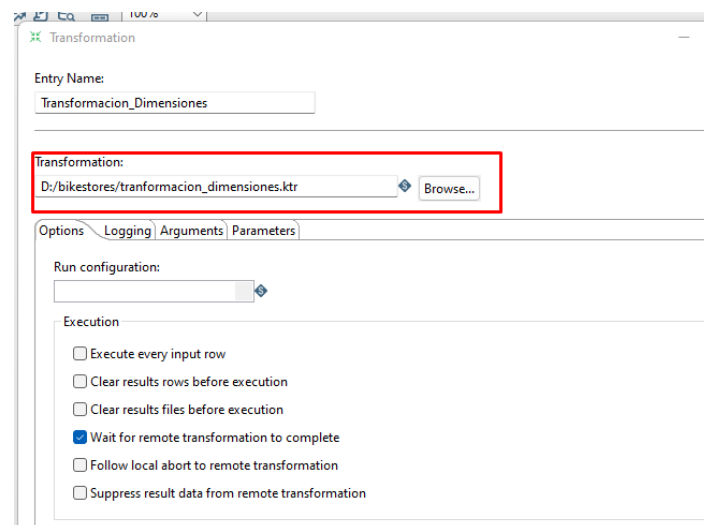 100%
Transformation
Entry Name:
Transformacion_Dimensiones
Transformation:
D:/bikestores/tranformacion_dimensiones.ktr
Browse...
Options Logging Arguments Parameters
Run configuration:
Execution
Execute every input row
Clear results rows before execution
Clear results files before execution
Wait for remote transformation to complete
Follow local abort to remote transformation
Suppress result data from remote transformation